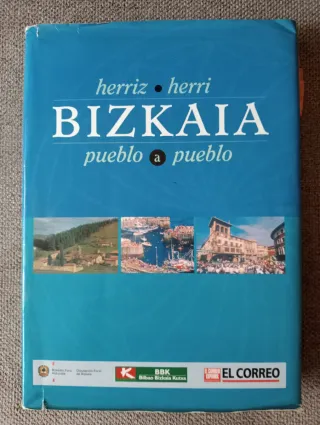 herriz • herri
BIZKAIA
pueblo a pueblo
BBK
Bilbao Bizkaia Kutxa
EL CORREO